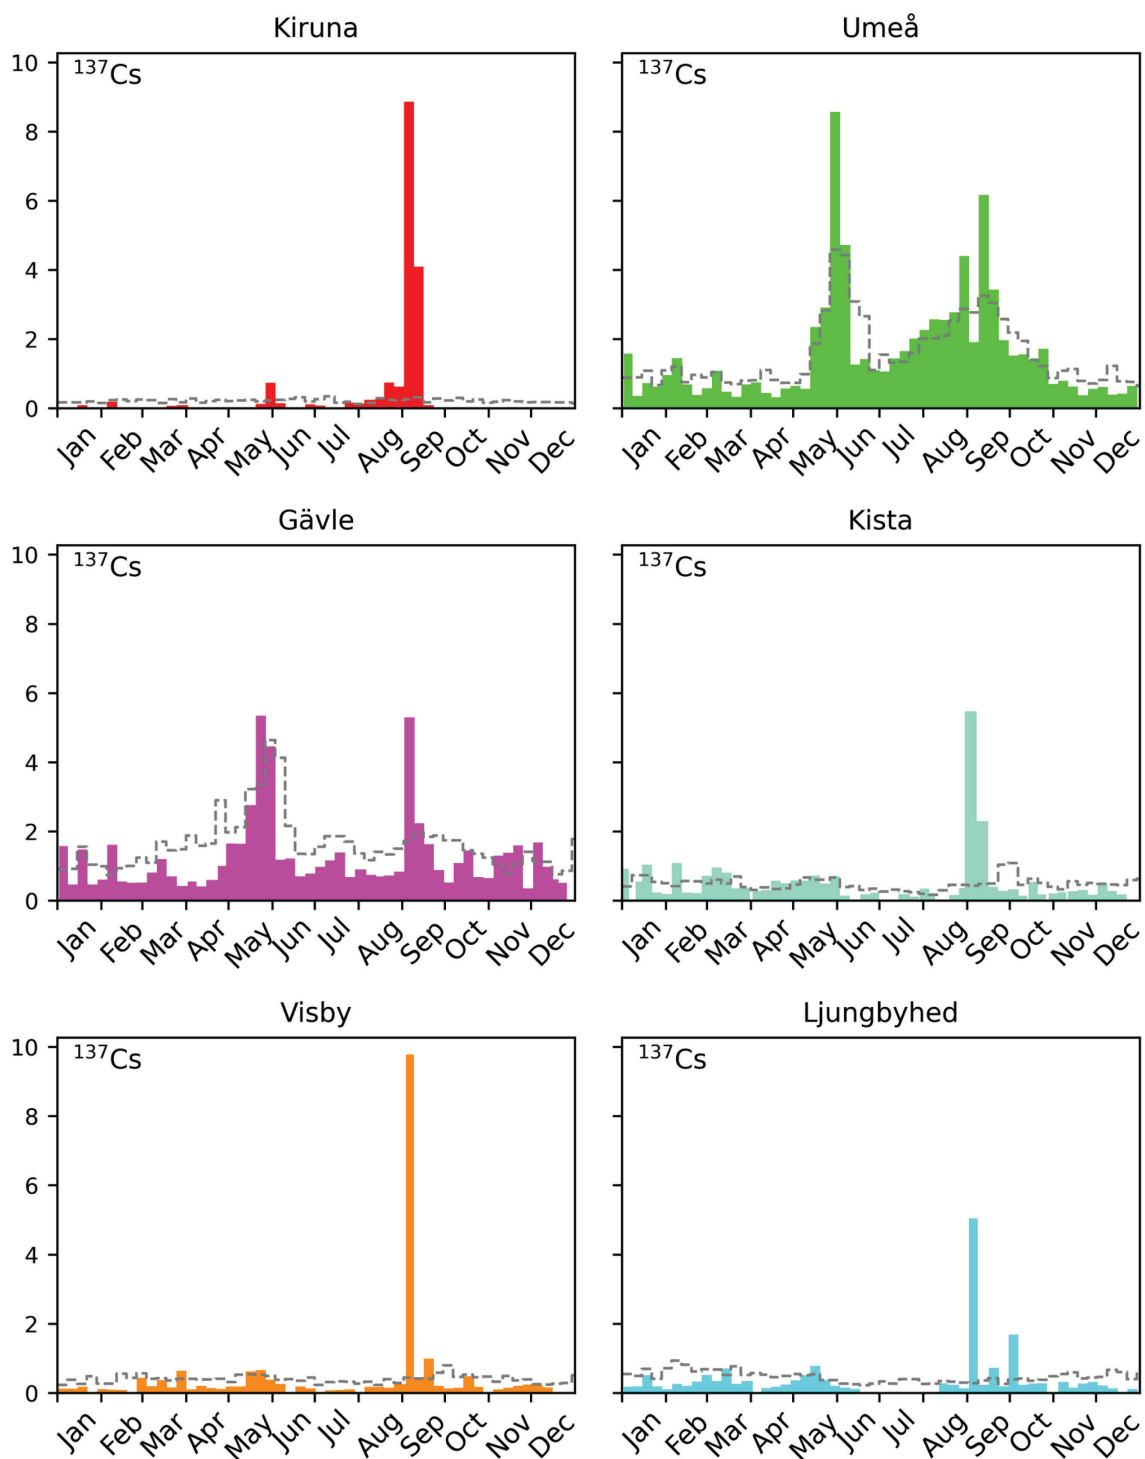 Kiruna
10
8
6
4
2
0
¹³⁷Cs
Jan Feb Mar Apr May Jun Jul Aug Sep Oct Nov Dec
Umeå
¹³⁷Cs
Jan Feb Mar Apr May Jun Jul Aug Sep Oct Nov Dec
Gävle
10
8
6
4
2
0
¹³⁷Cs
Jan Feb Mar Apr May Jun Jul Aug Sep Oct Nov Dec
Kista
¹³⁷Cs
Jan Feb Mar Apr May Jun Jul Aug Sep Oct Nov Dec
Visby
10
8
6
4
2
0
¹³⁷Cs
Jan Feb Mar Apr May Jun Jul Aug Sep Oct Nov Dec
Ljungbyhed
¹³⁷Cs
Jan Feb Mar Apr May Jun Jul Aug Sep Oct Nov Dec